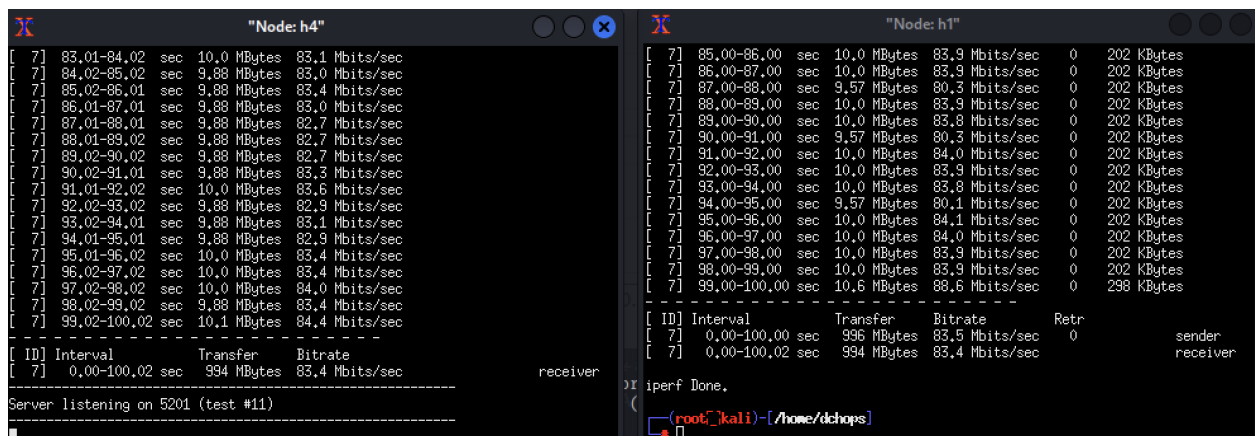 "Node: h4"
[  7]  83.01-84.02  sec  10.0 MBytes  83.1 Mbits/sec
[  7]  84.02-85.02  sec  9.88 MBytes  83.0 Mbits/sec
[  7]  85.02-86.01  sec  9.88 MBytes  83.4 Mbits/sec
[  7]  86.01-87.01  sec  9.88 MBytes  83.0 Mbits/sec
[  7]  87.01-88.01  sec  9.88 MBytes  82.7 Mbits/sec
[  7]  88.01-89.02  sec  9.88 MBytes  82.7 Mbits/sec
[  7]  89.02-90.02  sec  9.88 MBytes  82.7 Mbits/sec
[  7]  90.02-91.01  sec  9.88 MBytes  83.3 Mbits/sec
[  7]  91.01-92.02  sec  10.0 MBytes  83.6 Mbits/sec
[  7]  92.02-93.02  sec  9.88 MBytes  82.9 Mbits/sec
[  7]  93.02-94.01  sec  9.88 MBytes  83.1 Mbits/sec
[  7]  94.01-95.01  sec  9.88 MBytes  82.9 Mbits/sec
[  7]  95.01-96.02  sec  10.0 MBytes  83.4 Mbits/sec
[  7]  96.02-97.02  sec  10.0 MBytes  83.4 Mbits/sec
[  7]  97.02-98.02  sec  10.0 MBytes  84.0 Mbits/sec
[  7]  98.02-99.02  sec  9.88 MBytes  83.4 Mbits/sec
[  7]  99.02-100.02 sec  10.1 MBytes  84.4 Mbits/sec
- - - - - - - - - - - - - - - - - - - - - - - - -
[ ID] Interval           Transfer     Bitrate
[  7]   0.00-100.02 sec   994 MBytes  83.4 Mbits/sec                  receiver
-----------------------------------------------------------
Server listening on 5201 (test #11)
-----------------------------------------------------------
"Node: h1"
[  7]  85.00-86.00  sec  10.0 MBytes  83.9 Mbits/sec    0    202 KBytes
[  7]  86.00-87.00  sec  10.0 MBytes  83.9 Mbits/sec    0    202 KBytes
[  7]  87.00-88.00  sec  9.57 MBytes  80.3 Mbits/sec    0    202 KBytes
[  7]  88.00-89.00  sec  10.0 MBytes  83.9 Mbits/sec    0    202 KBytes
[  7]  89.00-90.00  sec  10.0 MBytes  83.8 Mbits/sec    0    202 KBytes
[  7]  90.00-91.00  sec  9.57 MBytes  80.3 Mbits/sec    0    202 KBytes
[  7]  91.00-92.00  sec  10.0 MBytes  84.0 Mbits/sec    0    202 KBytes
[  7]  92.00-93.00  sec  10.0 MBytes  83.9 Mbits/sec    0    202 KBytes
[  7]  93.00-94.00  sec  10.0 MBytes  83.8 Mbits/sec    0    202 KBytes
[  7]  94.00-95.00  sec  9.57 MBytes  80.1 Mbits/sec    0    202 KBytes
[  7]  95.00-96.00  sec  10.0 MBytes  84.1 Mbits/sec    0    202 KBytes
[  7]  96.00-97.00  sec  10.0 MBytes  84.0 Mbits/sec    0    202 KBytes
[  7]  97.00-98.00  sec  10.0 MBytes  83.9 Mbits/sec    0    202 KBytes
[  7]  98.00-99.00  sec  10.0 MBytes  83.9 Mbits/sec    0    202 KBytes
[  7]  99.00-100.00 sec  10.6 MBytes  88.6 Mbits/sec    0    298 KBytes
- - - - - - - - - - - - - - - - - - - - - - - - -
[ ID] Interval           Transfer     Bitrate         Retr
[  7]   0.00-100.00 sec   996 MBytes  83.5 Mbits/sec    0             sender
[  7]   0.00-100.02 sec   994 MBytes  83.4 Mbits/sec                  receiver
iperf Done.
(root kali)-[/home/dchops]